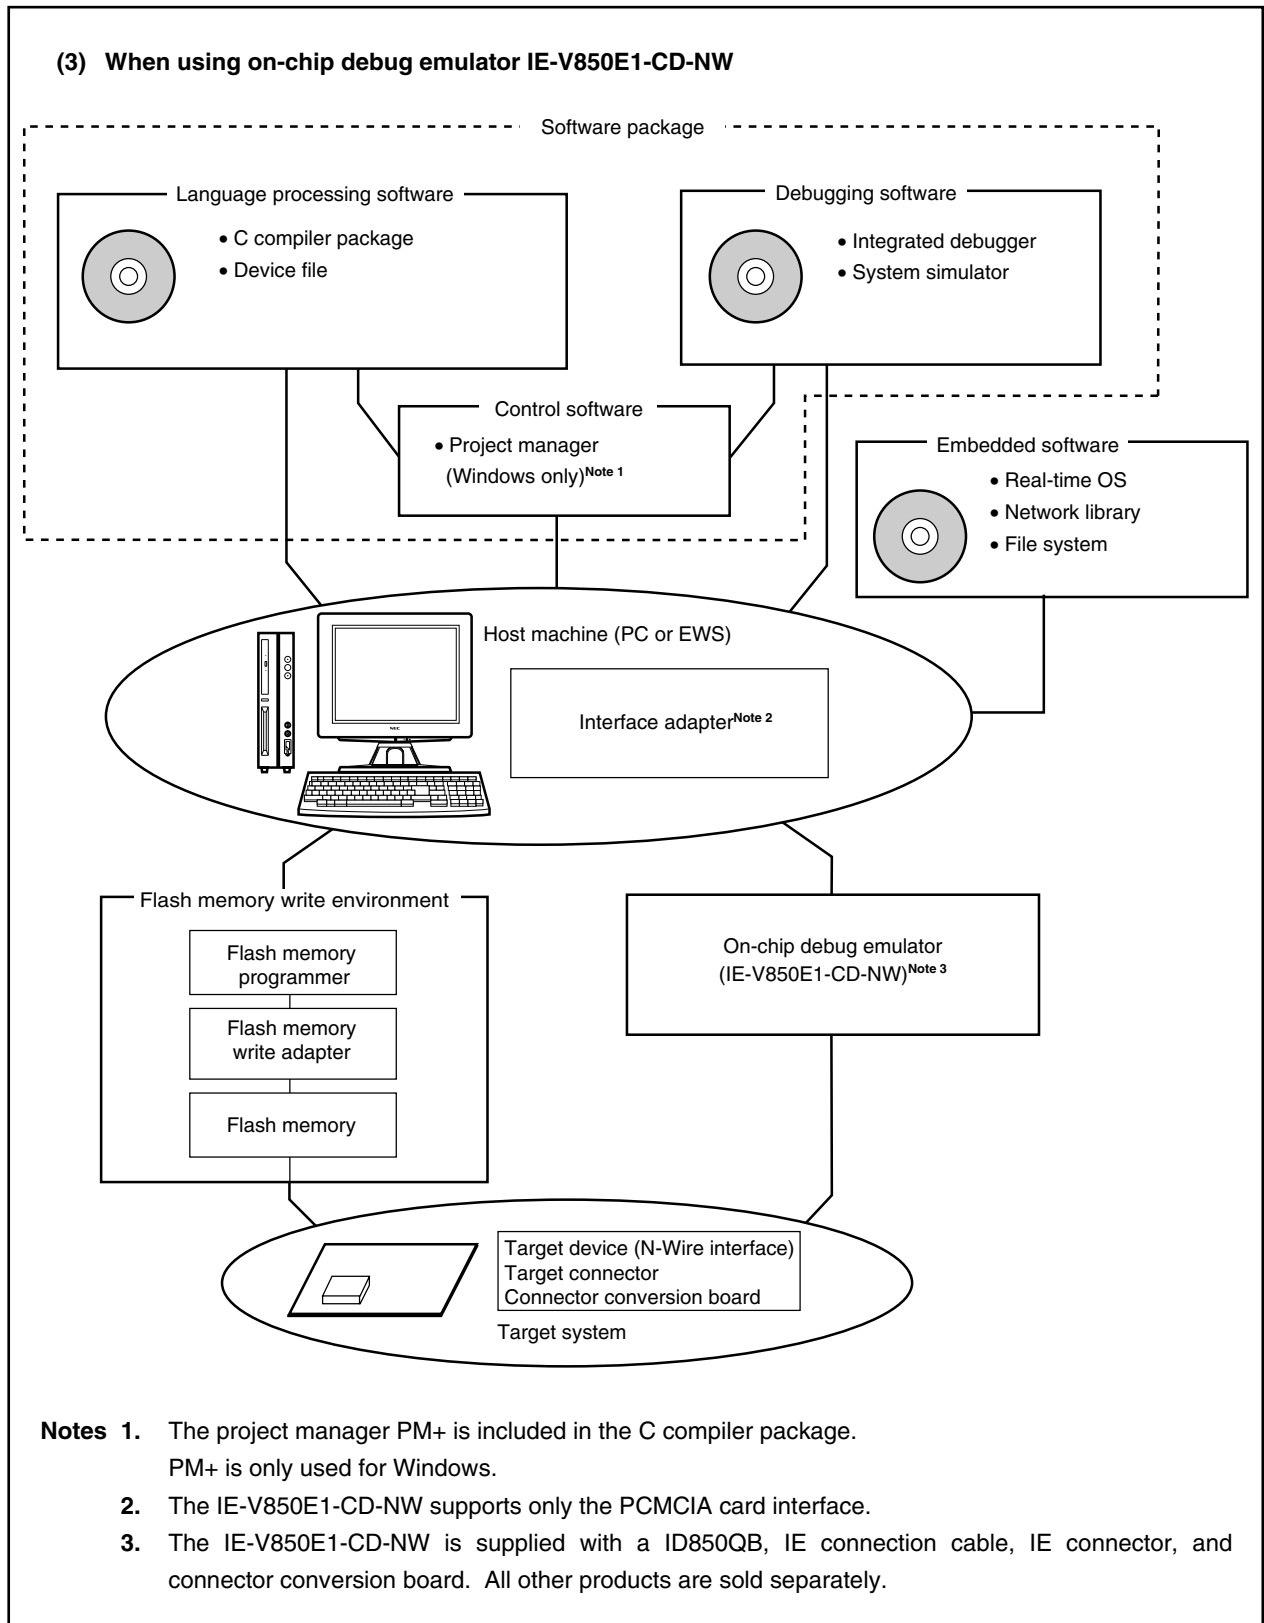 (3) When using on-chip debug emulator IE-V850E1-CD-NW
Software package
Language processing software
• C compiler package
• Device file
Debugging software
• Integrated debugger
• System simulator
Control software
• Project manager
(Windows only)Note 1
Embedded software
• Real-time OS
• Network library
• File system
Host machine (PC or EWS)
NEC
Interface adapterNote 2
Flash memory write environment
Flash memory
programmer
Flash memory
write adapter
Flash memory
On-chip debug emulator
(IE-V850E1-CD-NW)Note 3
Target device (N-Wire interface)
Target connector
Connector conversion board
Target system
Notes 1. The project manager PM+ is included in the C compiler package.
PM+ is only used for Windows.
2. The IE-V850E1-CD-NW supports only the PCMCIA card interface.
3. The IE-V850E1-CD-NW is supplied with a ID850QB, IE connection cable, IE connector, and
connector conversion board. All other products are sold separately.